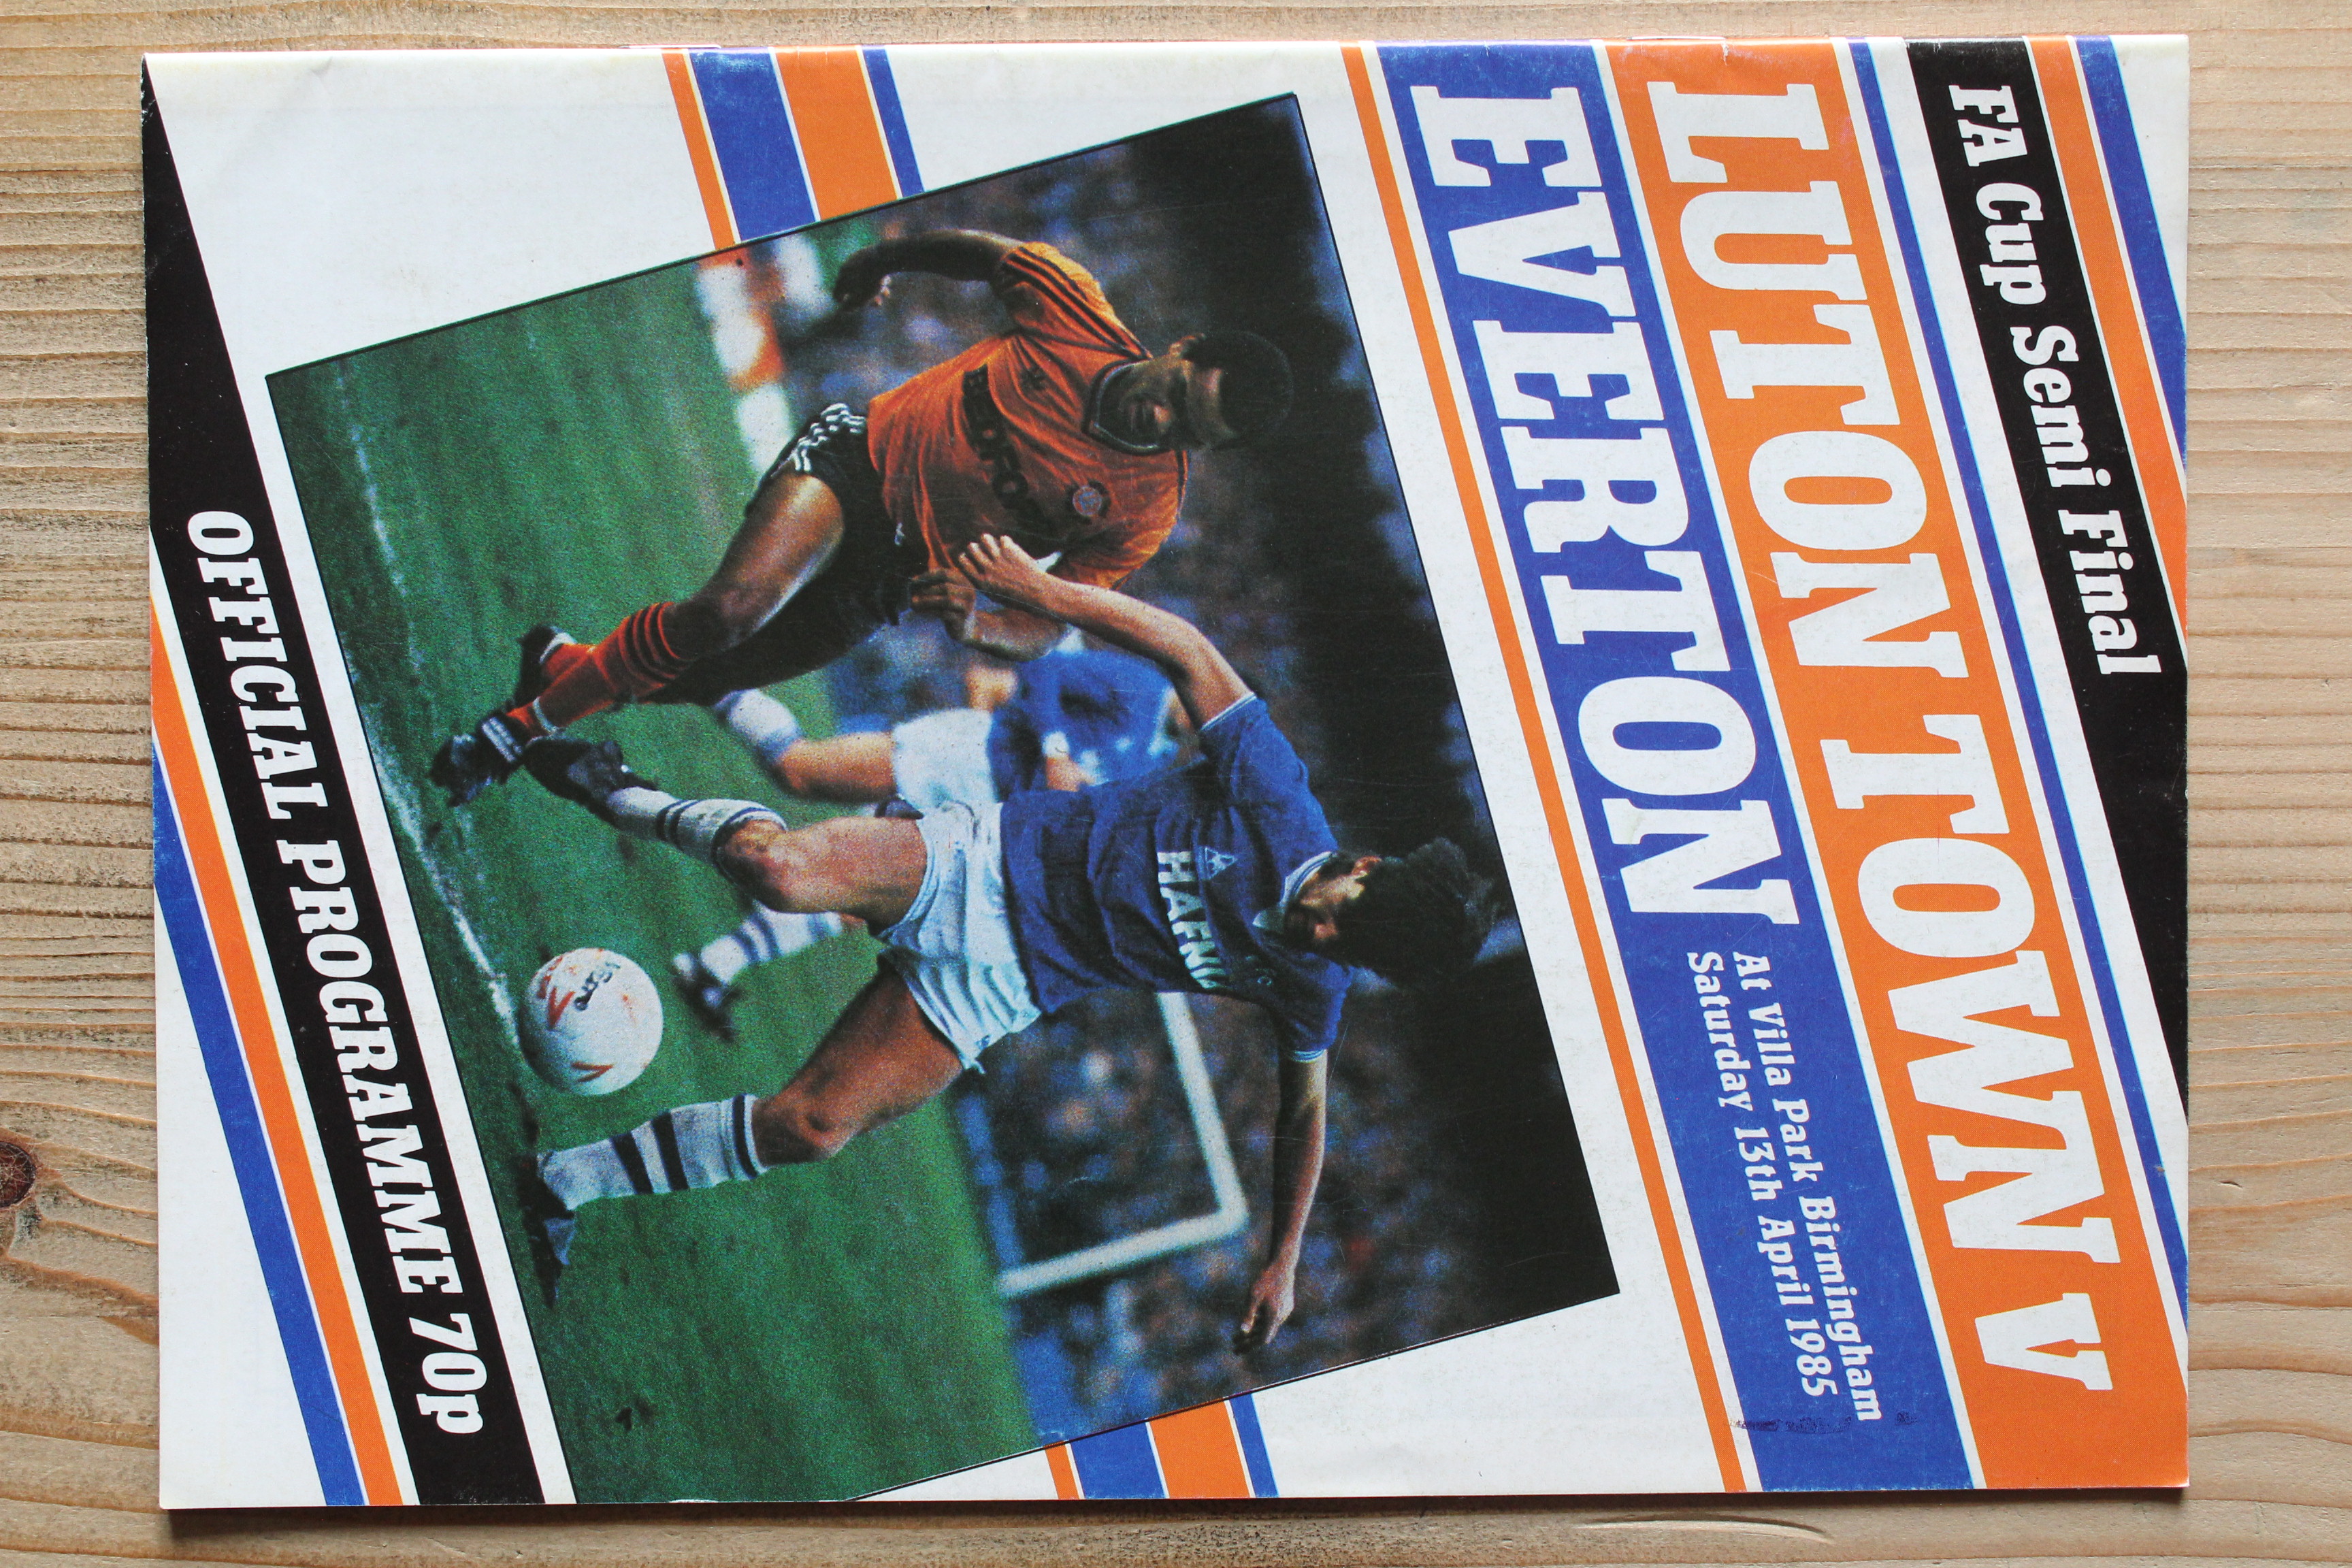 FA Cup Semi Final
LUTON TOWN V
EVERTON
At Villa Park Birmingham
Saturday 13th April 1985
HAFNIA
OFFICIAL PROGRAMME 70p